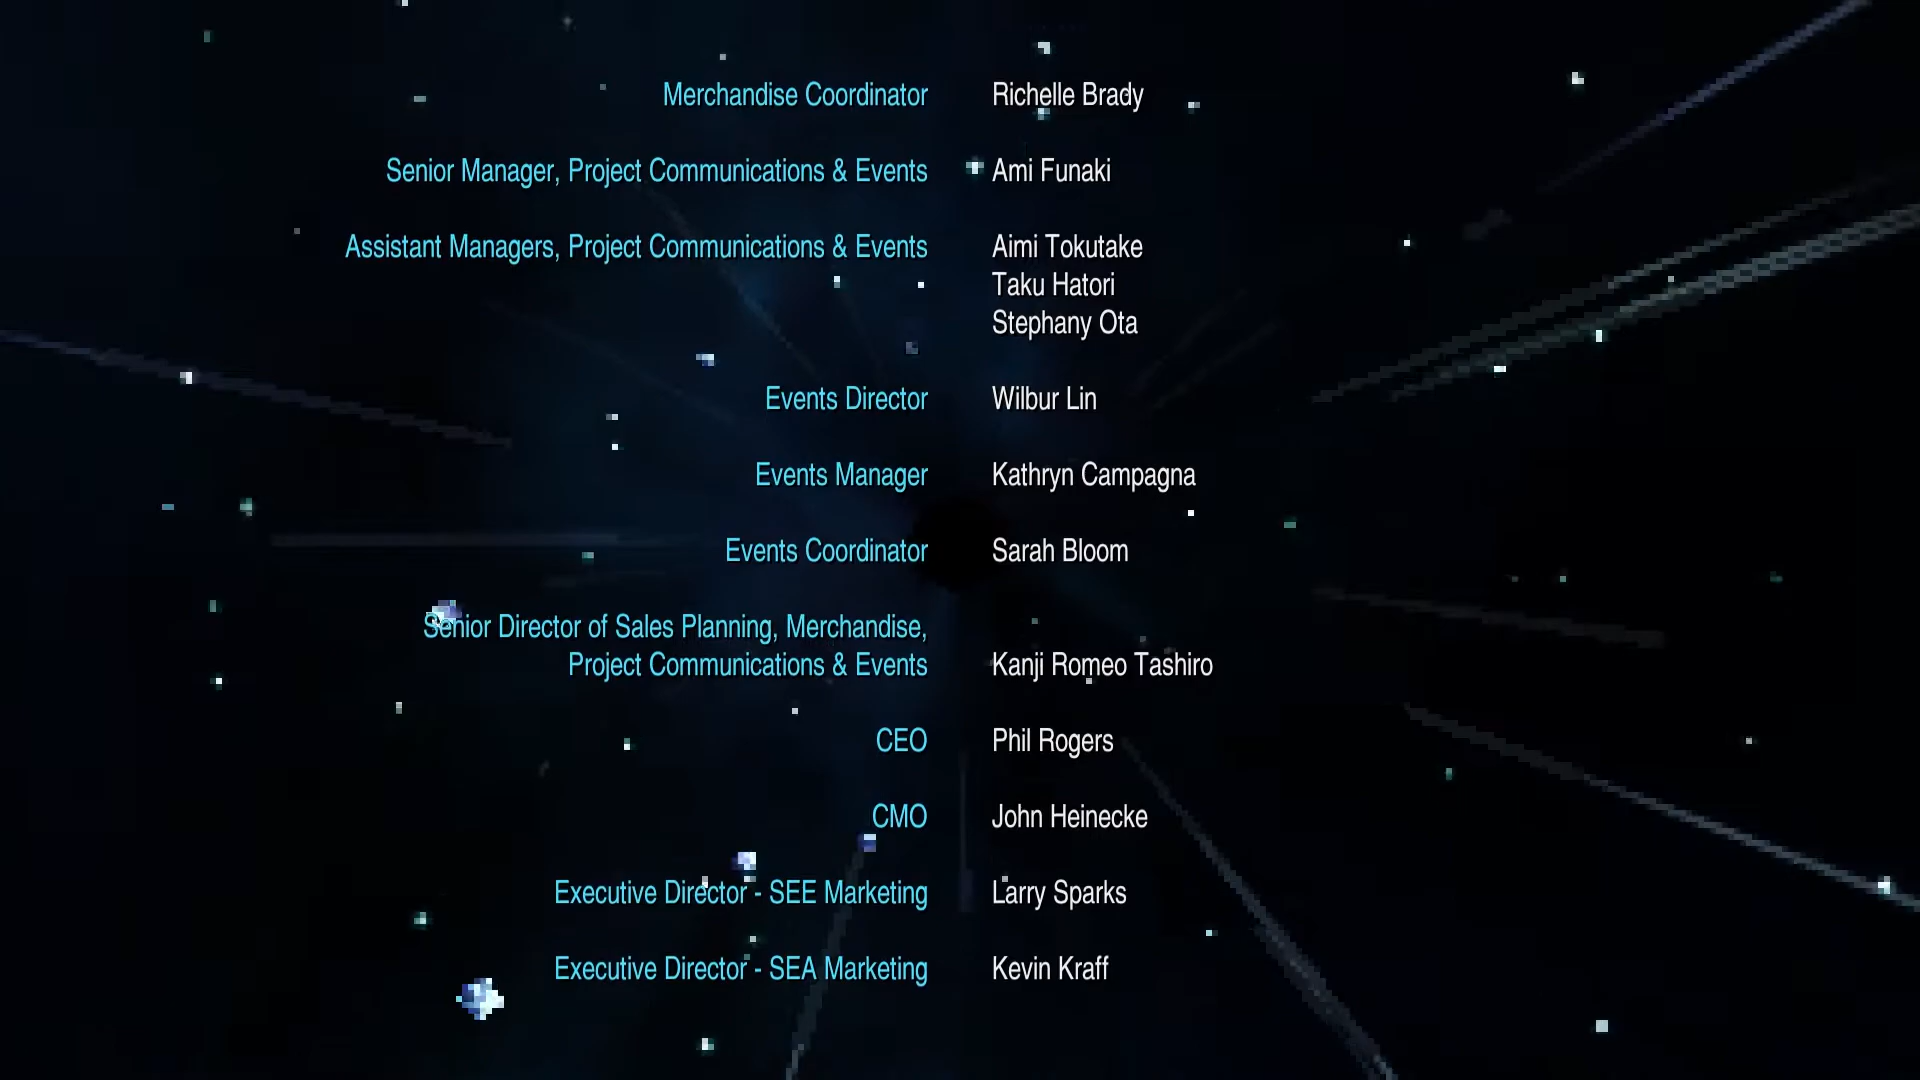 Merchandise Coordinator Richelle Brady
Senior Manager, Project Communications & Events Ami Funaki
Assistant Managers, Project Communications & Events Aimi Tokutake
Taku Hatori
Stephany Ota
Events Director Wilbur Lin
Events Manager Kathryn Campagna
Events Coordinator Sarah Bloom
Senior Director of Sales Planning, Merchandise,
Project Communications & Events Kanji Romeo Tashiro
CEO Phil Rogers
CMO John Heinecke
Executive Director - SEE Marketing Larry Sparks
Executive Director - SEA Marketing Kevin Kraff